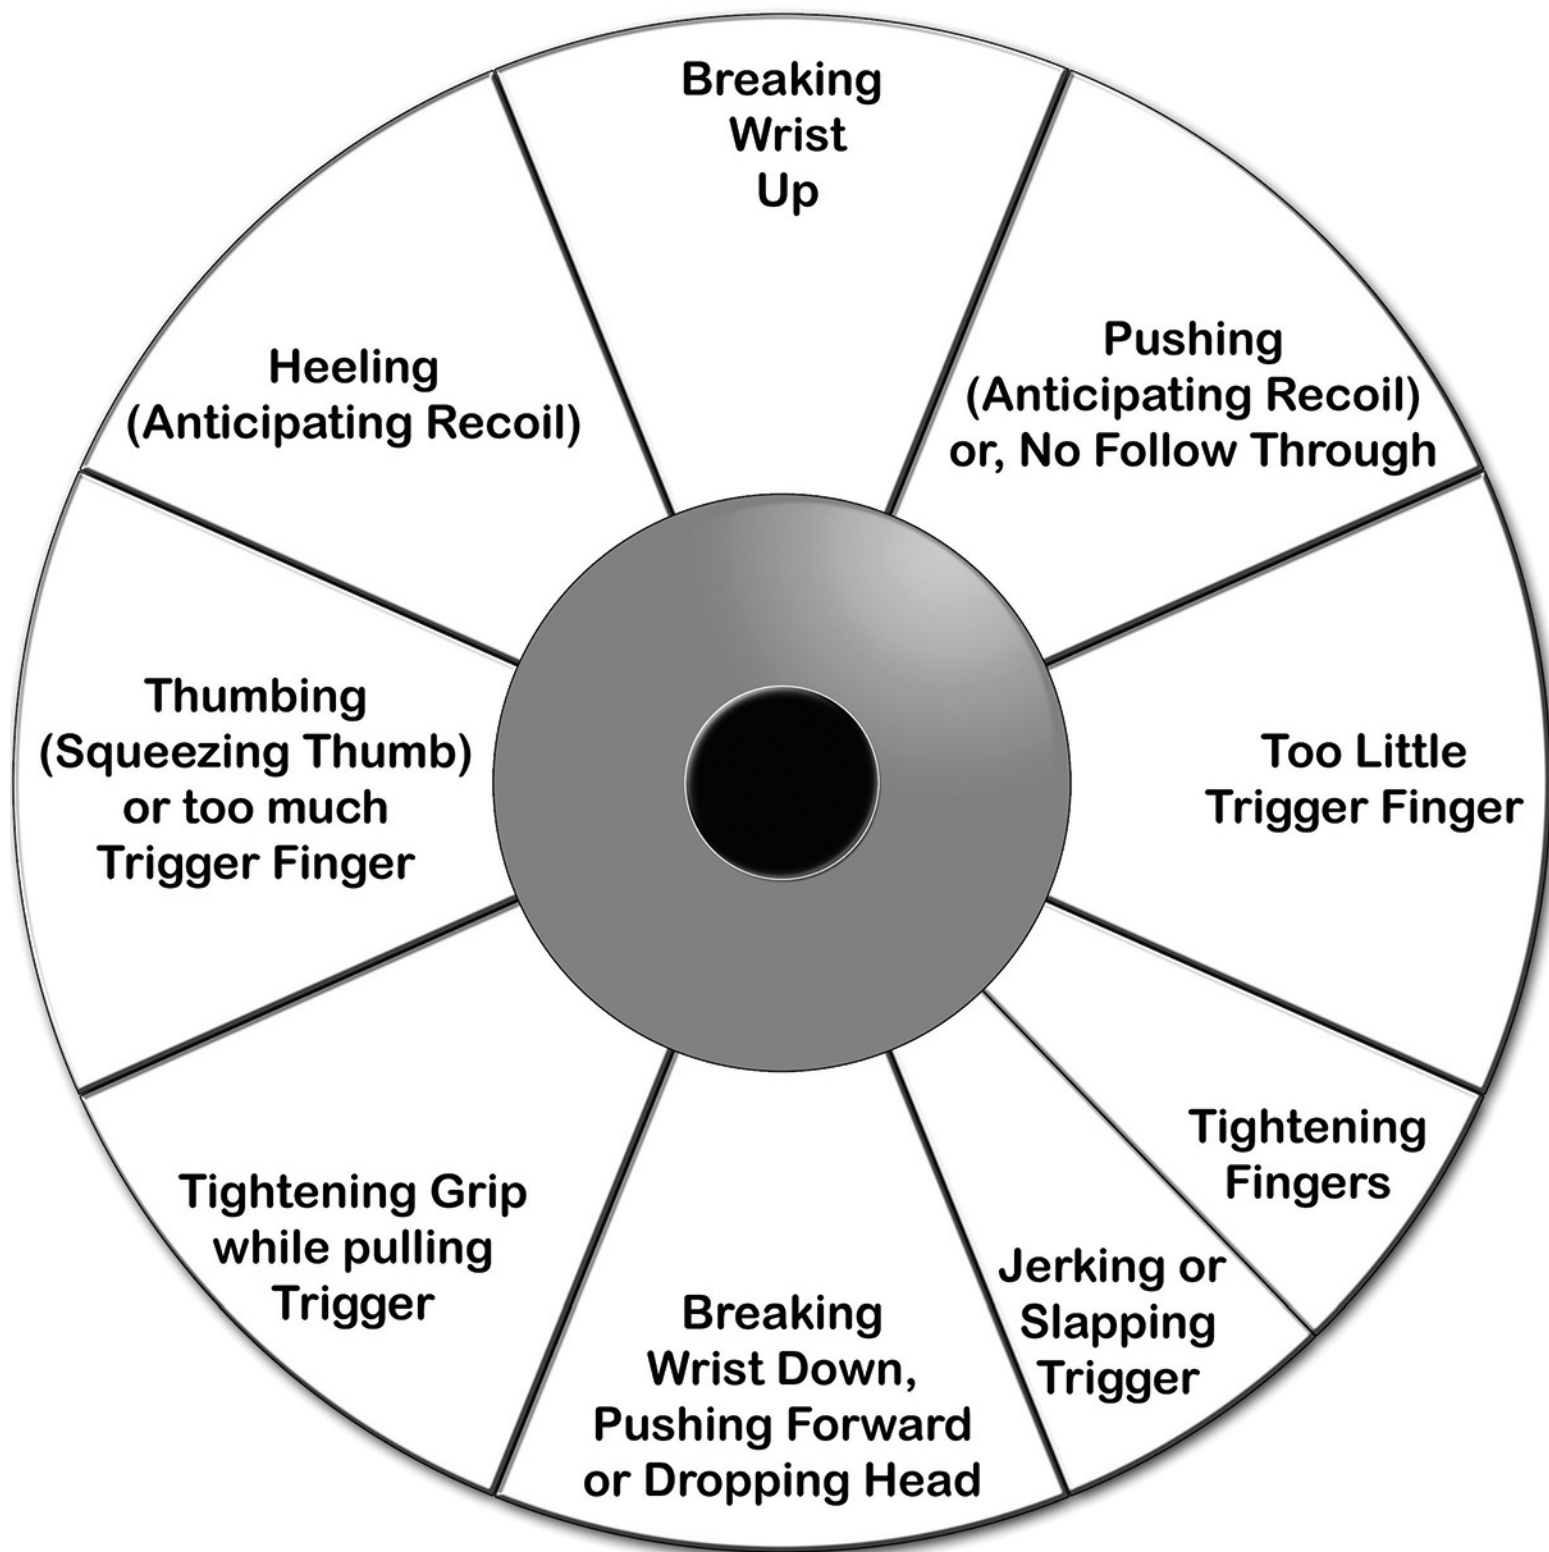 Breaking
Wrist
Up
Pushing
(Anticipating Recoil)
or, No Follow Through
Heeling
(Anticipating Recoil)
Thumbing
(Squeezing Thumb)
or too much
Trigger Finger
Too Little
Trigger Finger
Tightening
Fingers
Tightening Grip
while pulling
Trigger
Jerking or
Slapping
Trigger
Breaking
Wrist Down,
Pushing Forward
or Dropping Head